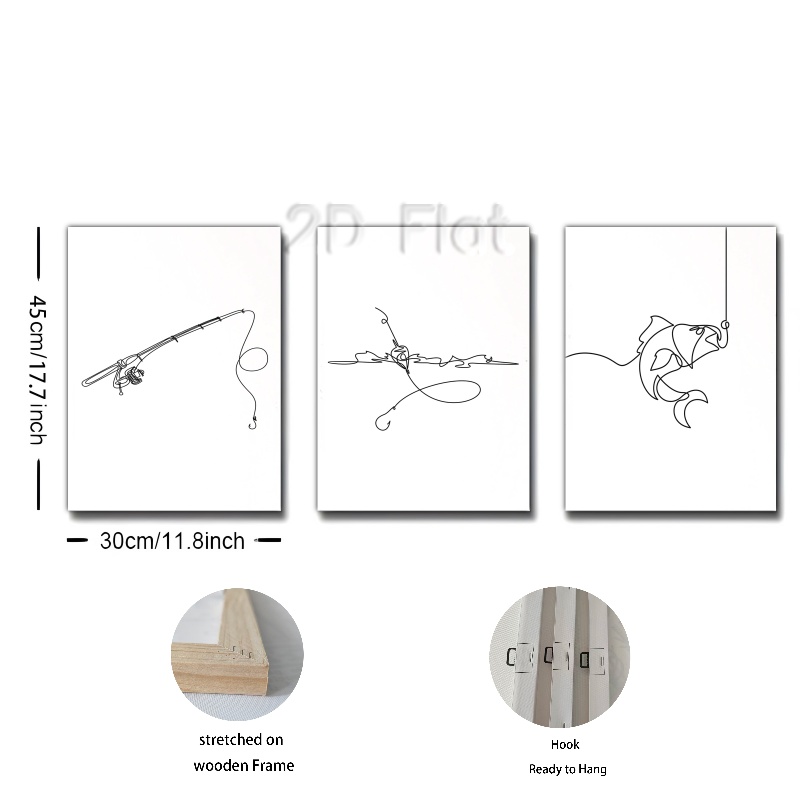 2D Flat
45cm/17.7inch
30cm/11.8inch
stretched on
wooden Frame
Hook
Ready to Hang